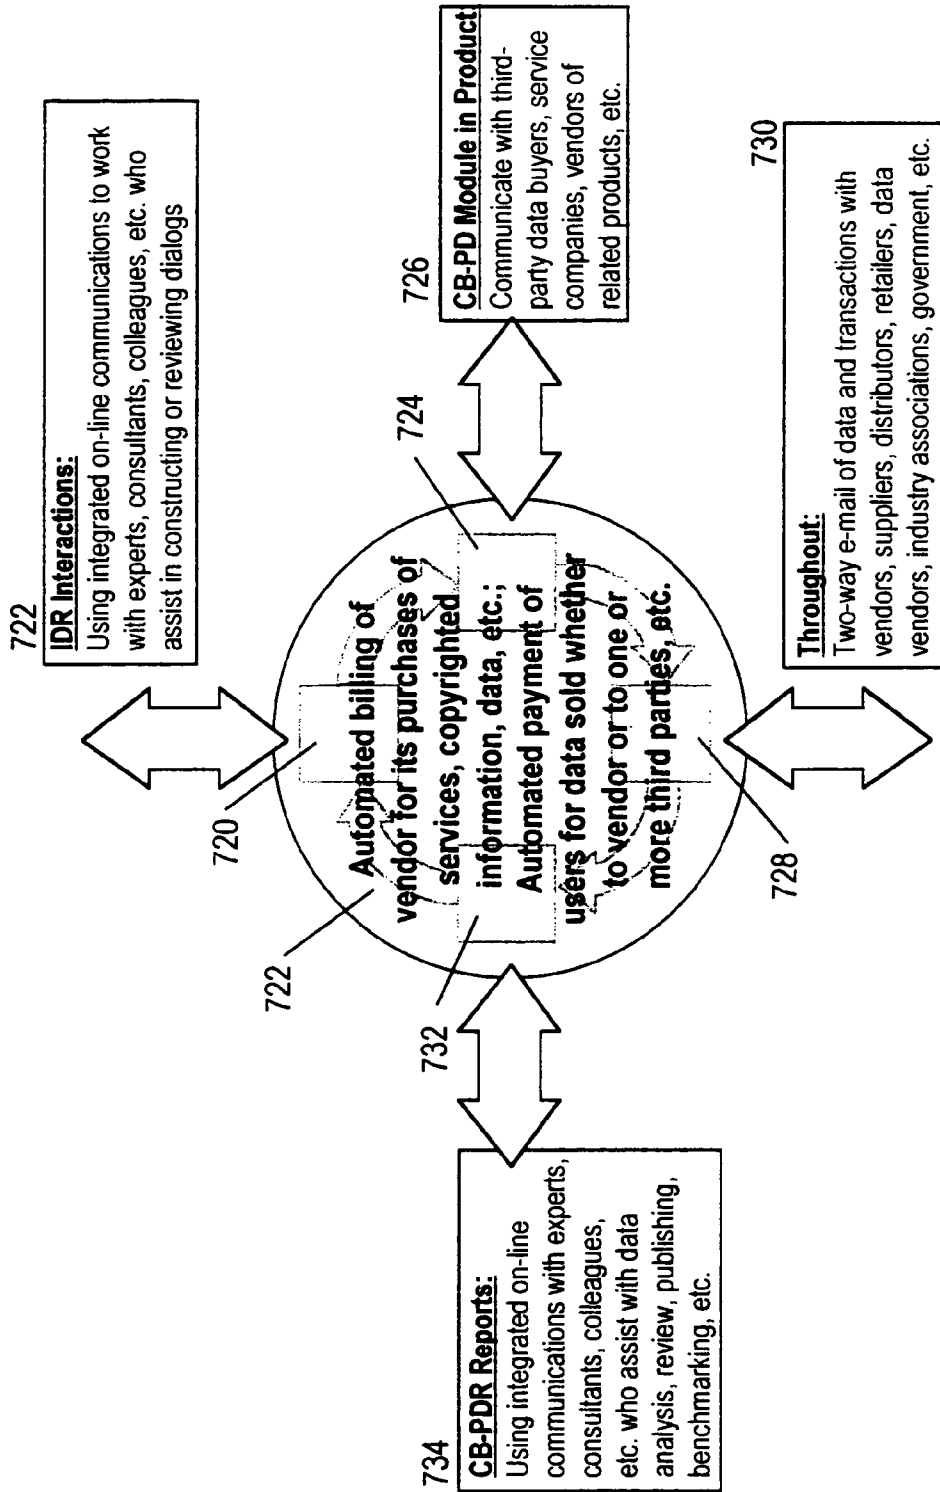 722
IDR Interactions:
Using integrated on-line communications to work
with experts, consultants, colleagues, etc. who
assist in constructing or reviewing dialogs
734
CB-PDR Reports:
Using integrated on-line
communications with experts,
consultants, colleagues,
etc. who assist with data
analysis, review, publishing,
benchmarking, etc.
720
722
732
724
728
Automated billing of
vendor for its purchases of
services, copyrighted
information, data, etc.;
Automated payment of
users for data sold whether
to vendor or to one or
more third parties, etc.
726
CB-PD Module in Product:
Communicate with third-
party data buyers, service
companies, vendors of
related products, etc.
730
Throughout:
Two-way e-mail of data and transactions with
vendors, suppliers, distributors, retailers, data
vendors, industry associations, government, etc.